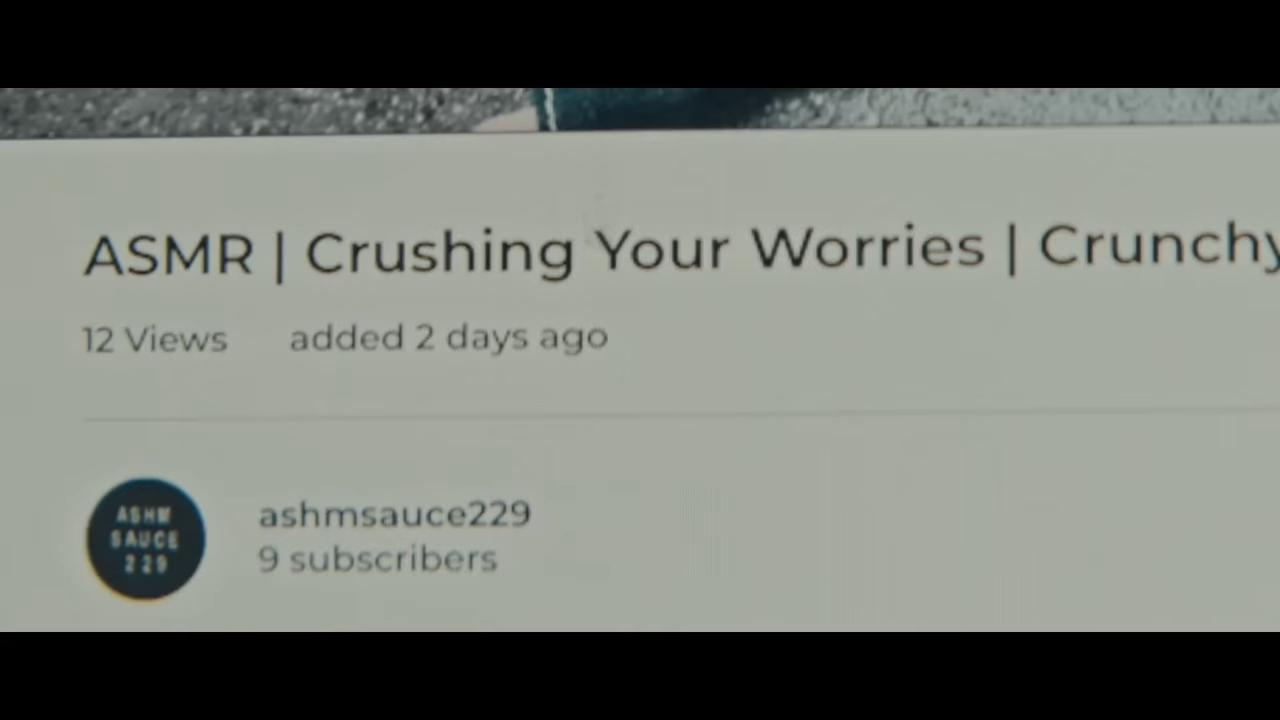 ASMR | Crushing Your Worries | Crunchy
12 Views added 2 days ago
ASHM
SAUCE
229
ashmsauce229
9 subscribers